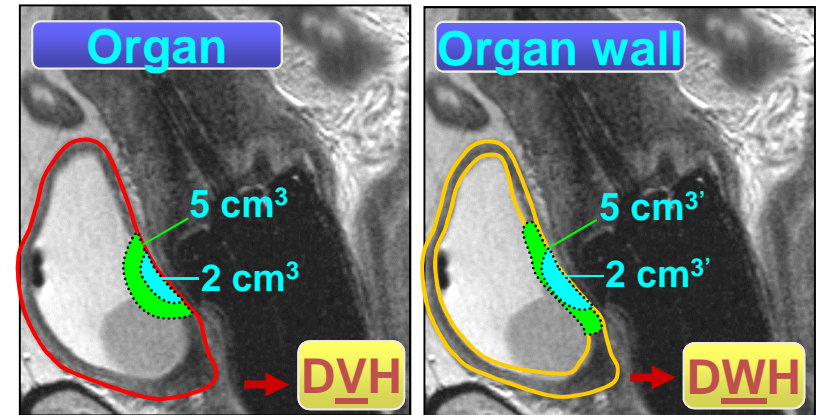 Organ
5 cm³
2 cm³
DVH
Organ wall
5 cm³’
2 cm³’
DWH